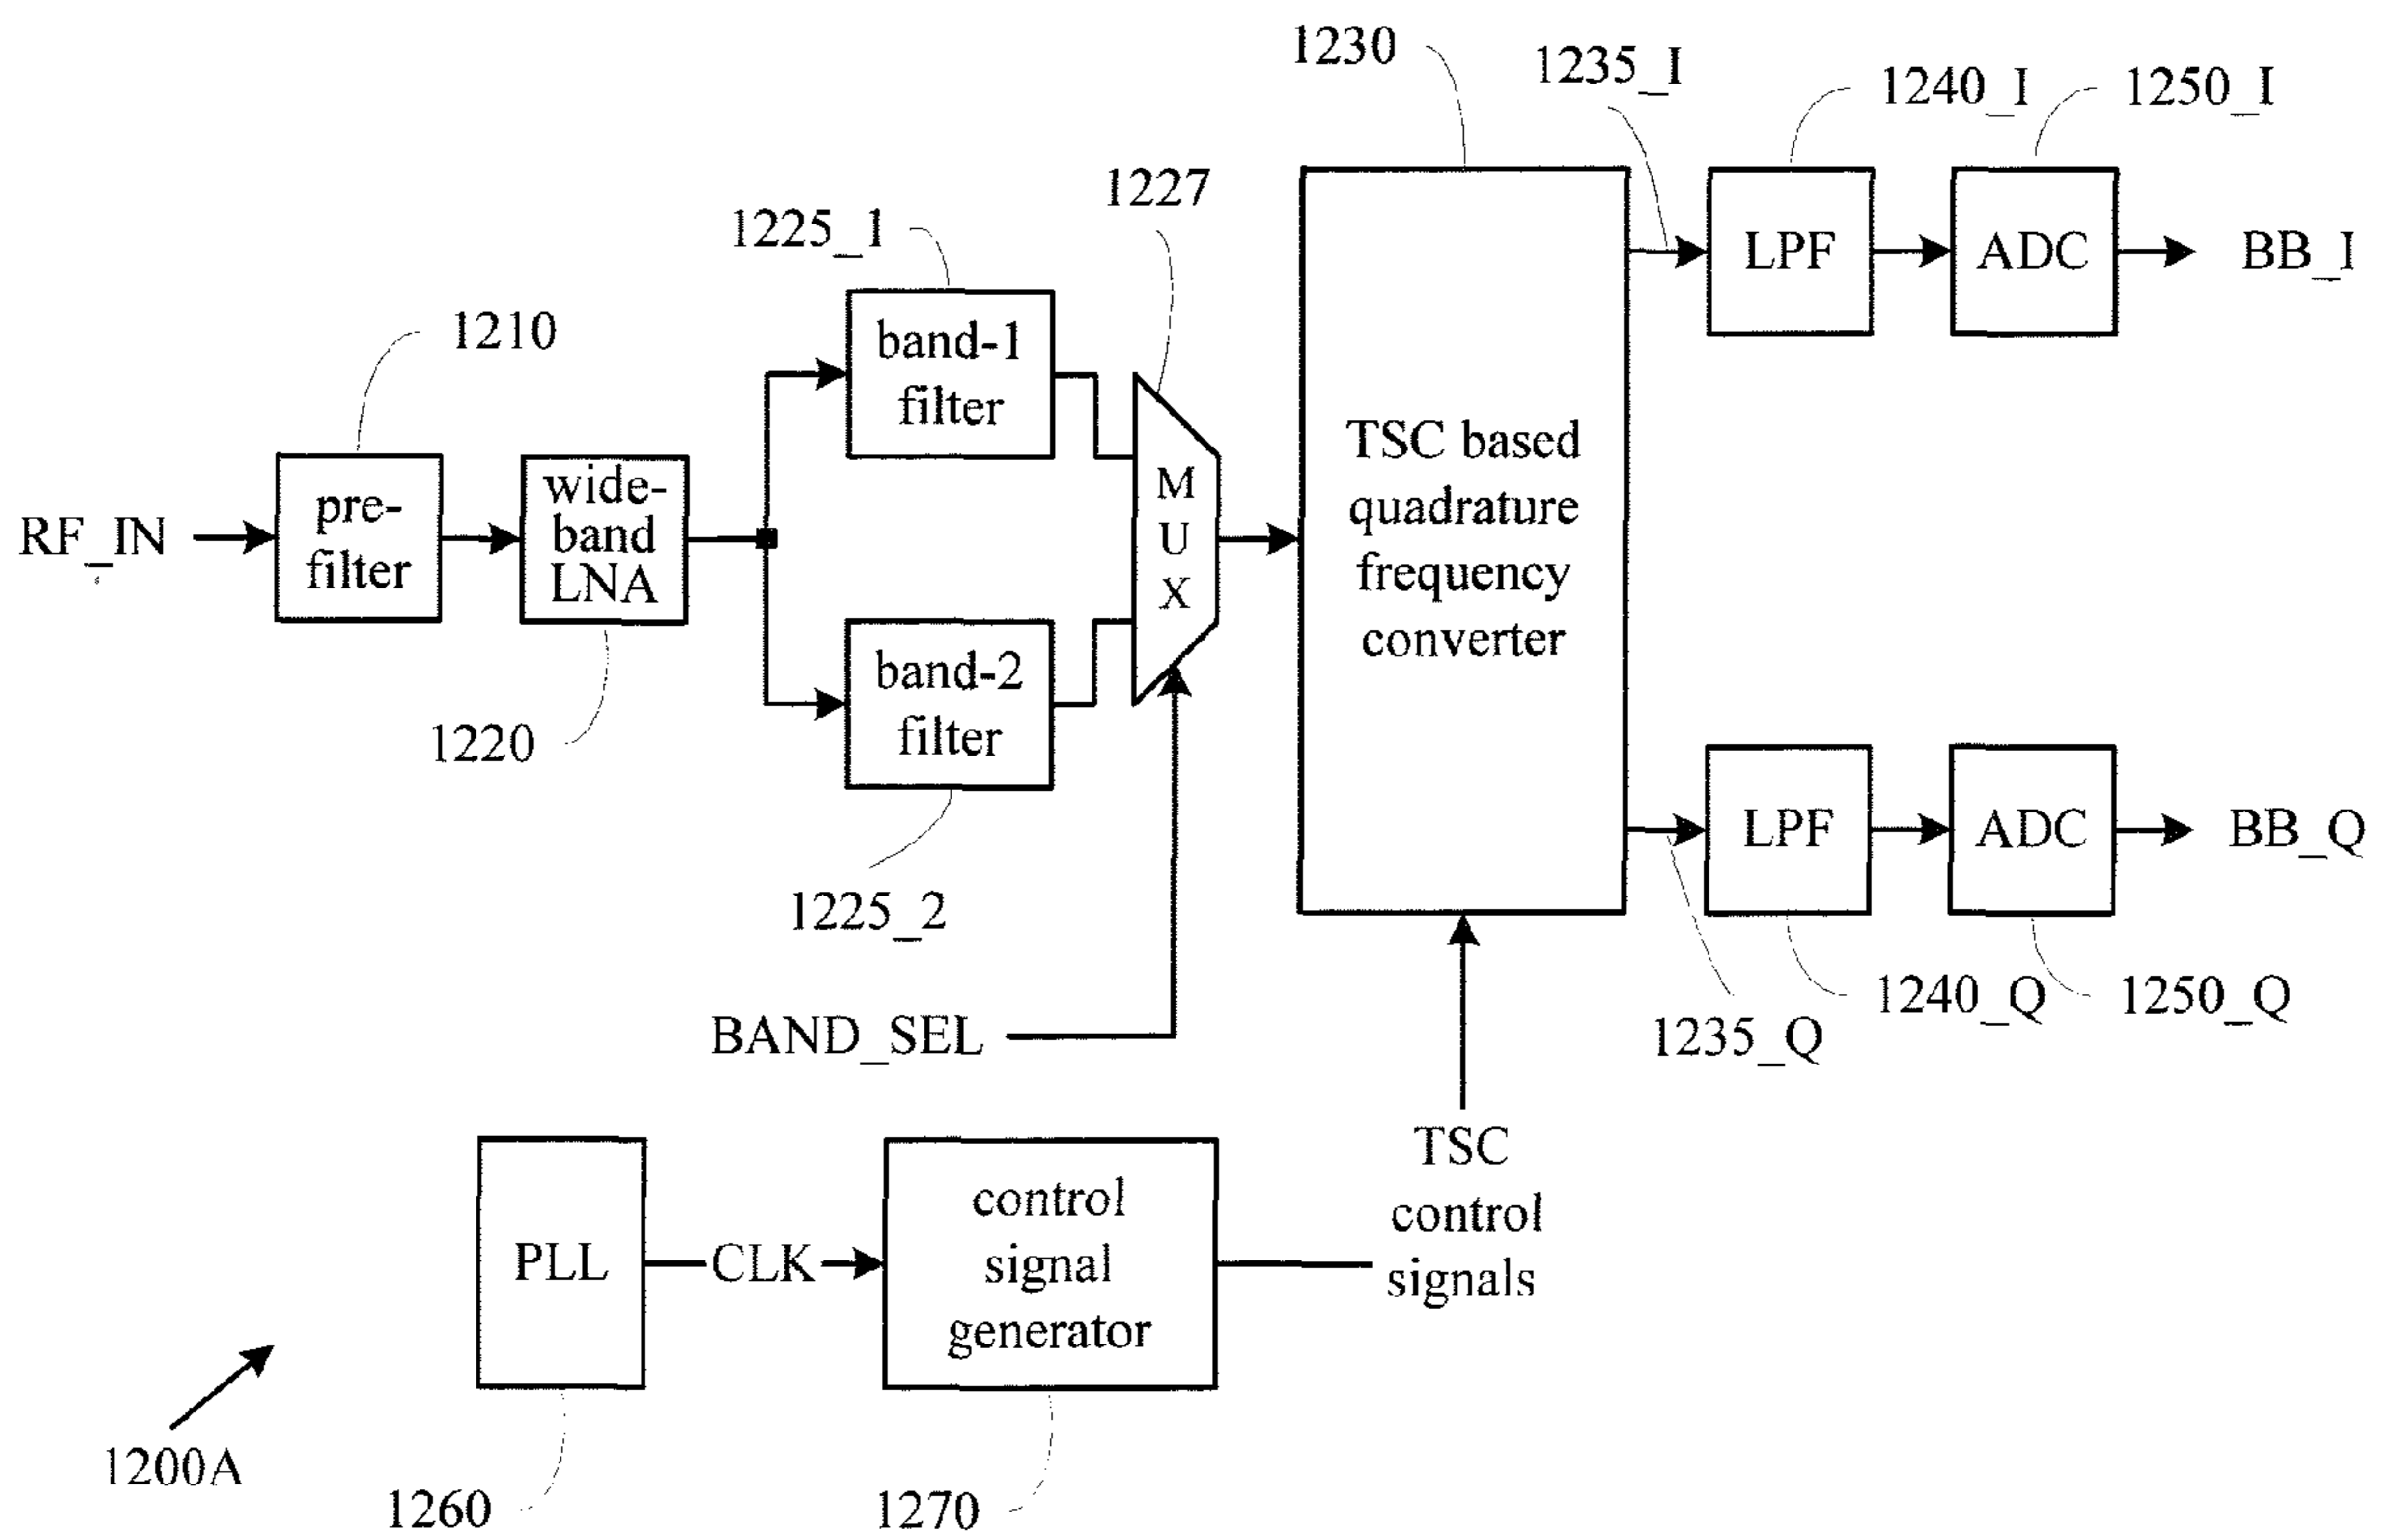 1230
1235_I
1240_I
1250_I
1227
1225_1
LPF
ADC
BB_I
1210
band-1
filter
MUX
TSC based
quadrature
frequency
converter
RF_IN
pre-
filter
wide-
band
LNA
band-2
filter
1220
LPF
ADC
BB_Q
1225_2
1240_Q
1250_Q
BAND_SEL
1235_Q
TSC
control
signals
PLL
CLK
control
signal
generator
1200A
1260
1270